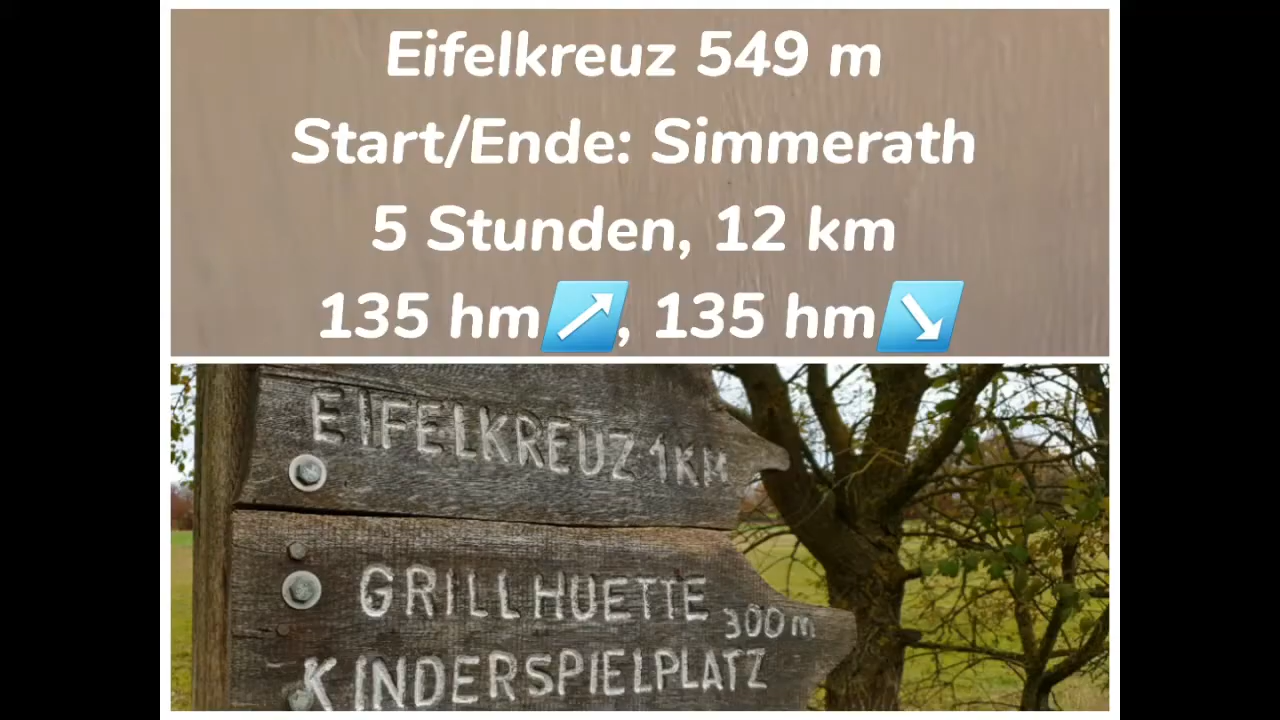 Eifelkreuz 549 m
Start/Ende: Simmerath
5 Stunden, 12 km
135 hm↗️, 135 hm↘️
EIFELKREUZ 1KM
GRILLHUETTE 300m
KINDERSPIELPLATZ